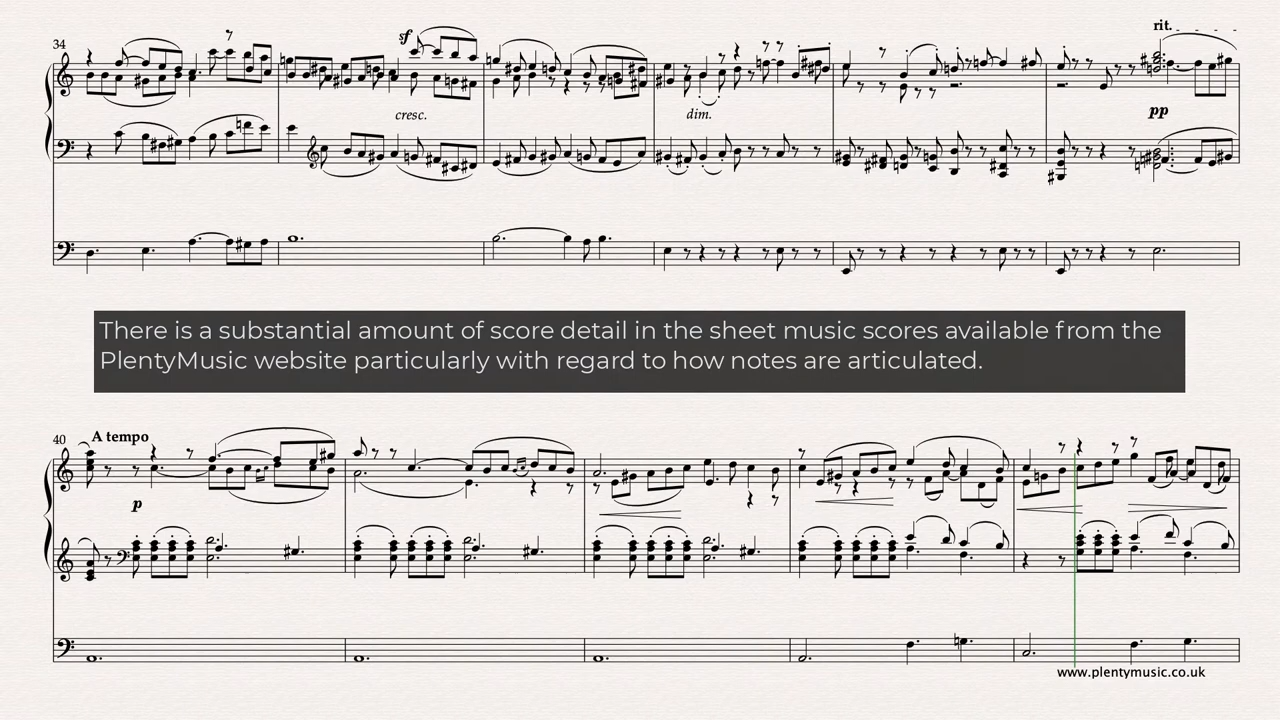 34
sf
rit.
cresc.
dim.
pp
There is a substantial amount of score detail in the sheet music scores available from the
PlentyMusic website particularly with regard to how notes are articulated.
40
A tempo
p
www.plentymusic.co.uk